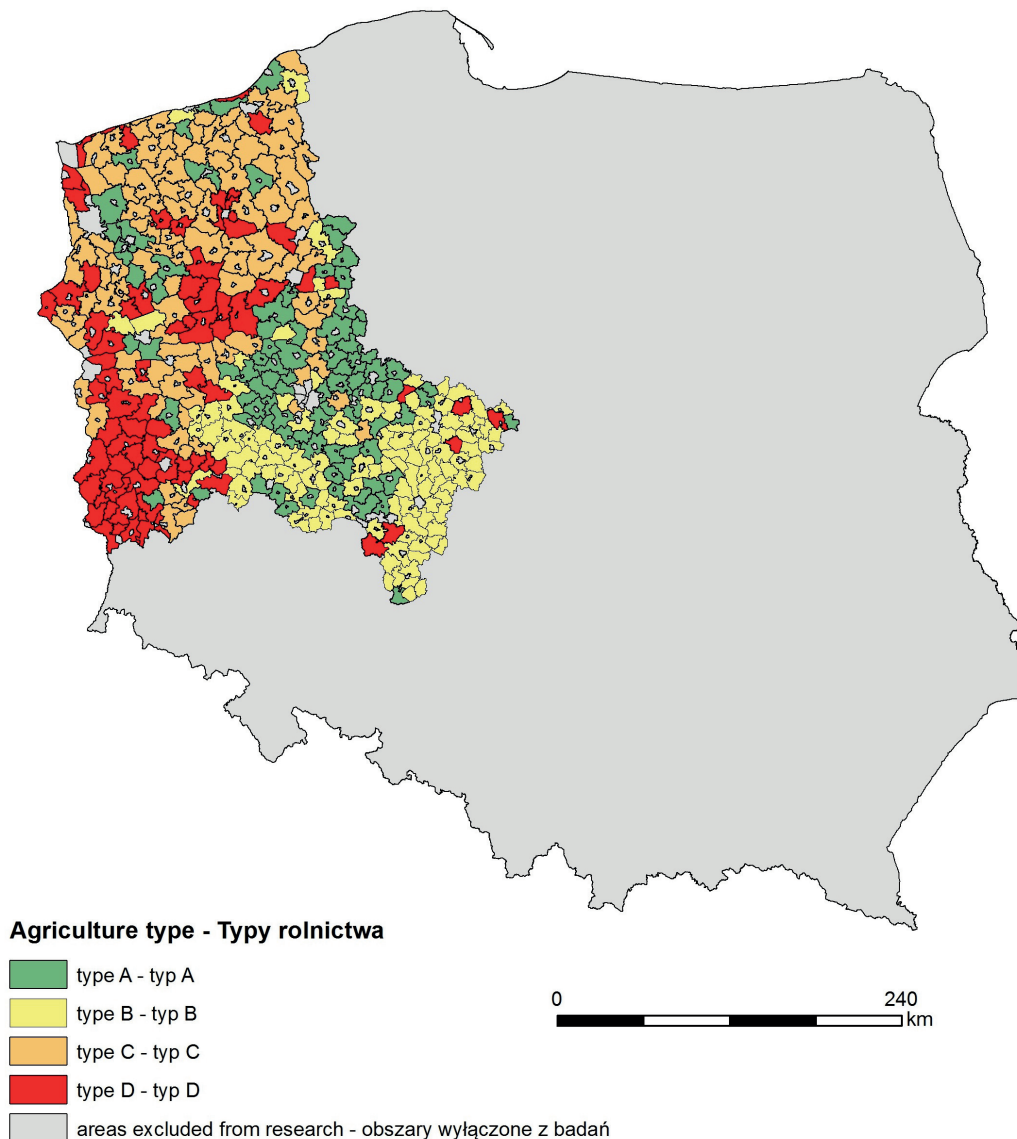 Agriculture type - Typy rolnictwa
type A - typ A
type B - typ B
type C - typ C
type D - typ D
areas excluded from research - obszary wyłączone z badań
0 240
km